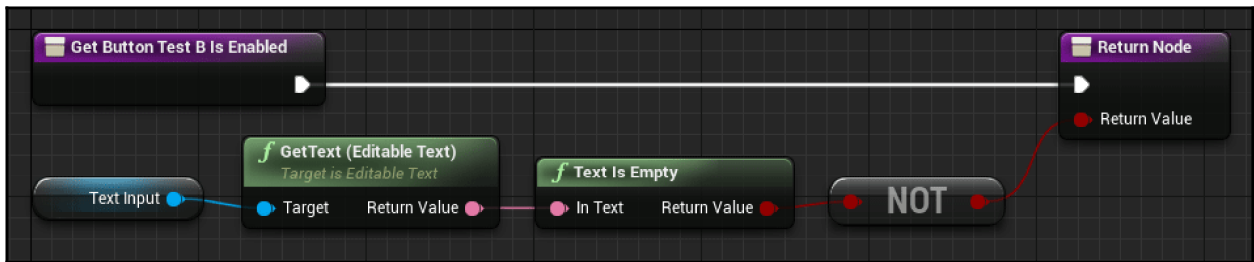 Get Button Test B Is Enabled
Return Node
Return Value
GetText (Editable Text)
Target is Editable Text
Text Is Empty
Text Input
Target Return Value
In Text Return Value
NOT